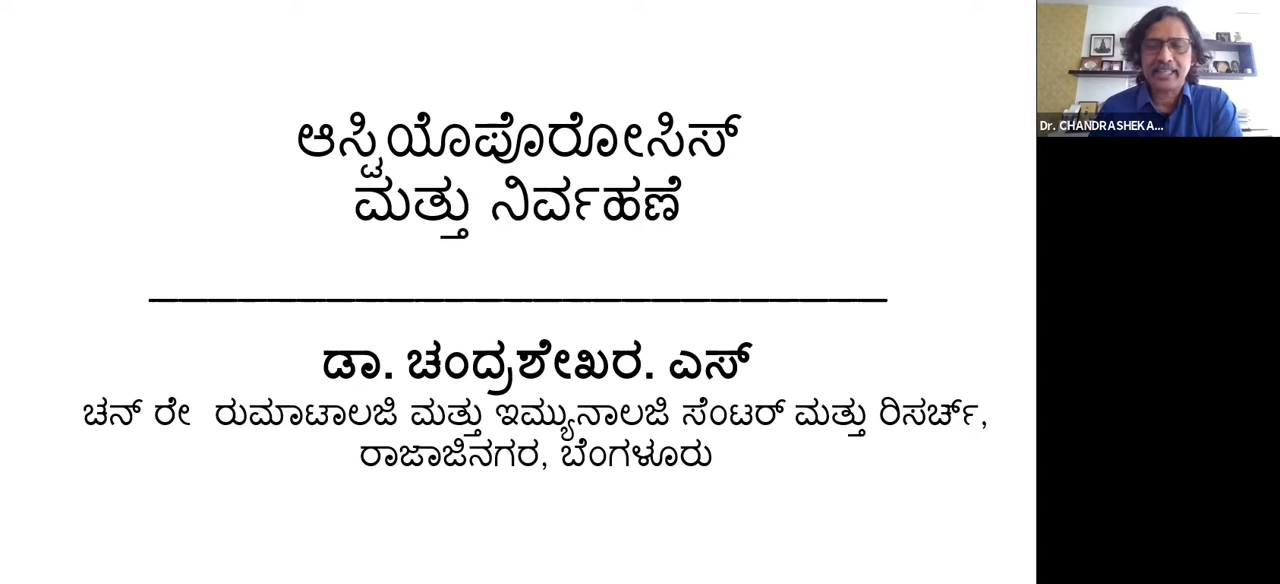 ಆಸ್ಟಿಯೊಪೊರೋಸಿಸ್
ಮತ್ತು ನಿರ್ವಹಣೆ
ಡಾ. ಚಂದ್ರಶೇಖರ. ಎಸ್
ಚನ್ ರೇ ರುಮಾಟಾಲಜಿ ಮತ್ತು ಇಮ್ಯುನಾಲಜಿ ಸೆಂಟರ್ ಮತ್ತು ರಿಸರ್ಚ್,
ರಾಜಾಜಿನಗರ, ಬೆಂಗಳೂರು
Dr. CHANDRASHEKA...